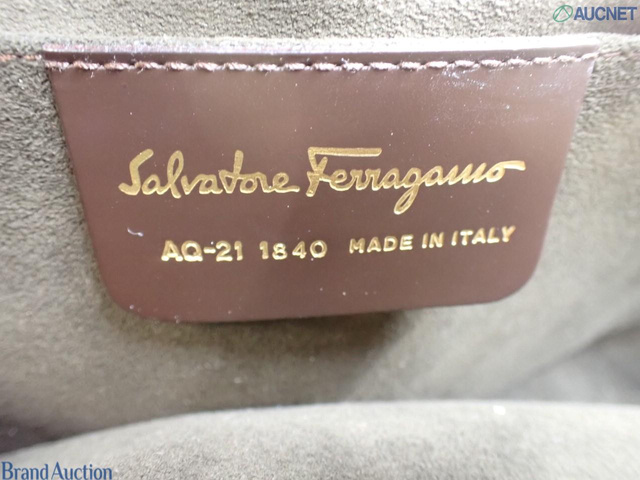 AUCNET
Salvatore Ferragamo
AQ-21 1840 MADE IN ITALY
Brand Auction